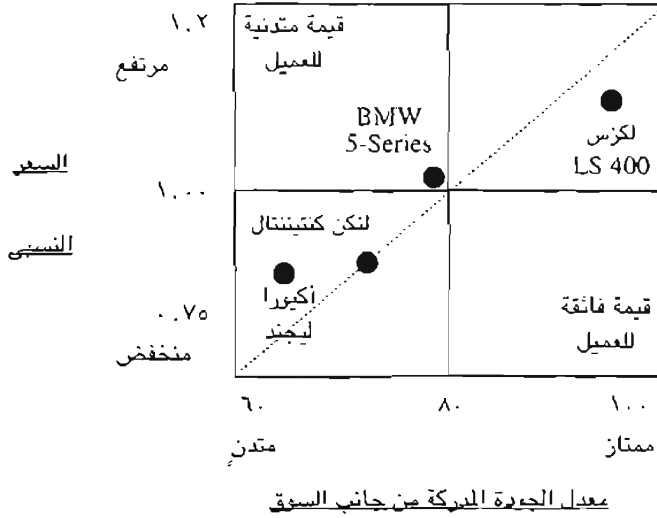 ١.٢
قيمة متدنية
للعميل
مرتفع
BMW
5-Series
لكزس
LS 400
السعر
١.٠٠
لنكن كنتيننتال
النسبى
أكيورا
ليجند
٠.٧٥
منخفض
قيمة فائقة
للعميل
٦٠
٨٠
١٠٠
متدنٍ
ممتاز
معدل الجودة المدركة من جانب السوق